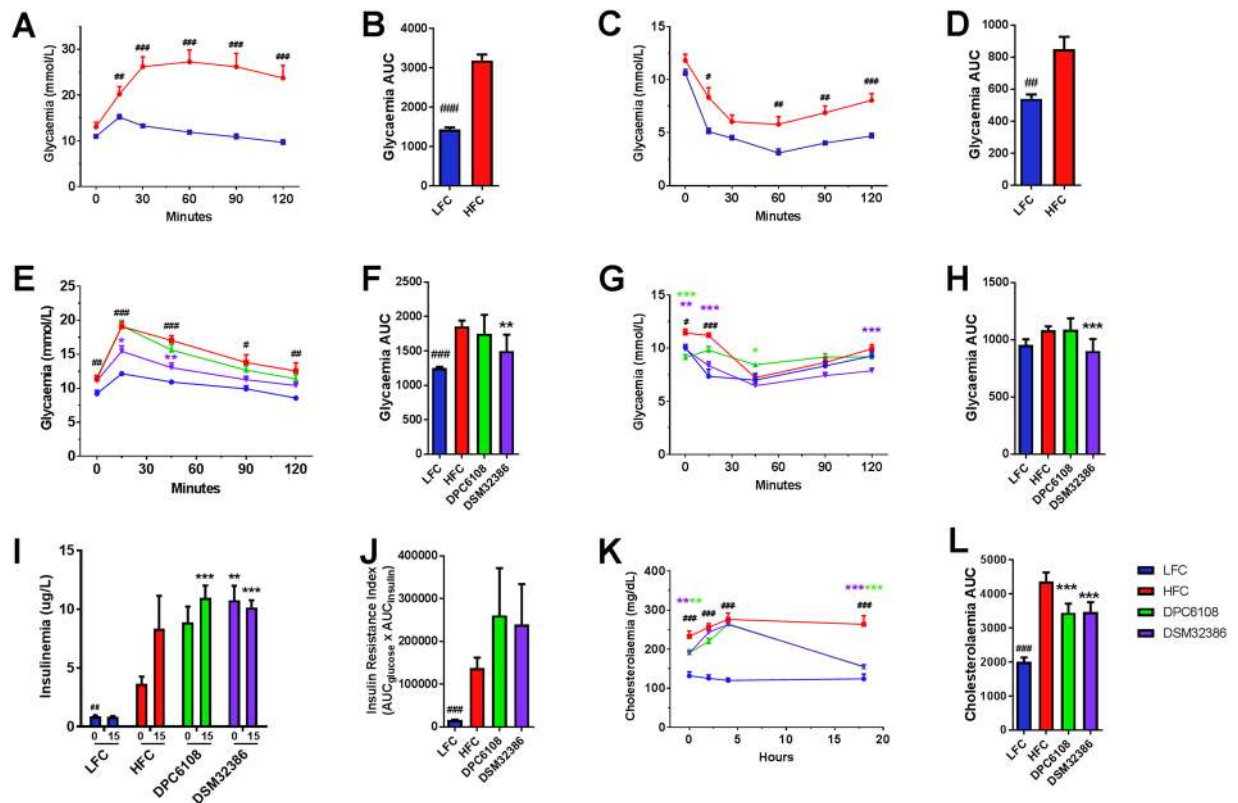 A
Glycaemia (mmol/L)
30
20
10
0
## ### ### ### ###
0 30 60 90 120
Minutes
B
Glycaemia AUC
4000
3000
2000
1000
0
###
LFC HFC
C
Glycaemia (mmol/L)
15
10
5
0
# ## ## ###
0 30 60 90 120
Minutes
D
Glycaemia AUC
1000
800
600
400
200
0
##
LFC HFC
E
Glycaemia (mmol/L)
25
20
15
10
5
0
## ### ### # ##
* **
0 30 60 90 120
Minutes
F
Glycaemia AUC
2500
2000
1500
1000
500
0
### **
LFC HFC DPC6108 DSM32386
G
Glycaemia (mmol/L)
15
10
5
0
***
** *** ***
# ###
*
0 30 60 90 120
Minutes
H
Glycaemia AUC
1500
1000
500
0
***
LFC HFC DPC6108 DSM32386
I
Insulinemia (ug/L)
15
10
5
0
## *** ** ***
0 15 0 15 0 15 0 15
LFC HFC DPC6108 DSM32386
J
Insulin Resistance Index
(AUCglucose x AUCinsulin)
400000
300000
200000
100000
0
###
LFC HFC DPC6108 DSM32386
K
Cholesterolaemia (mg/dL)
400
300
200
100
0
**** ******
### ### ### ###
0 5 10 15 20
Hours
L
Cholesterolaemia AUC
5000
4000
3000
2000
1000
0
### *** ***
LFC HFC DPC6108 DSM32386
LFC
HFC
DPC6108
DSM32386